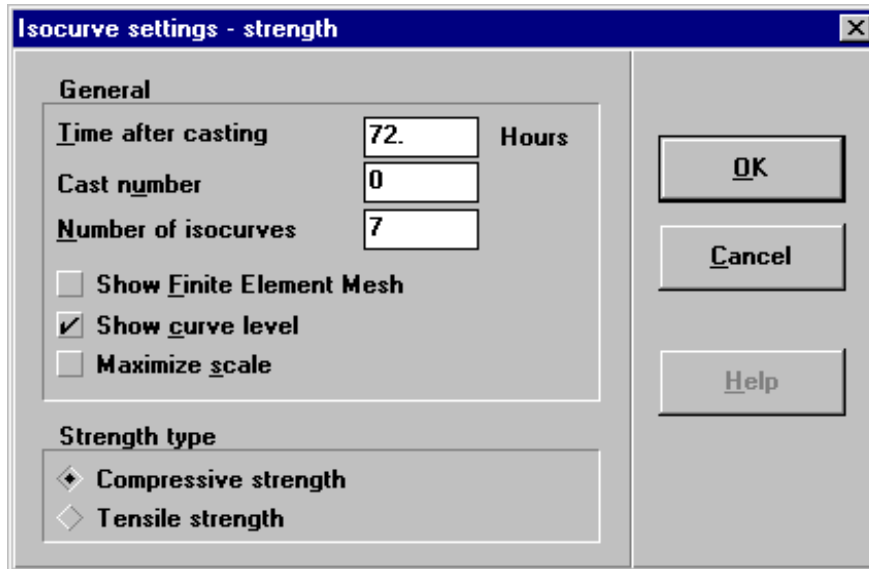 Isocurve settings - strength
General
Time after casting 72. Hours
Cast number 0
Number of isocurves 7
Show Finite Element Mesh
Show curve level
Maximize scale
Strength type
Compressive strength
Tensile strength
OK
Cancel
Help